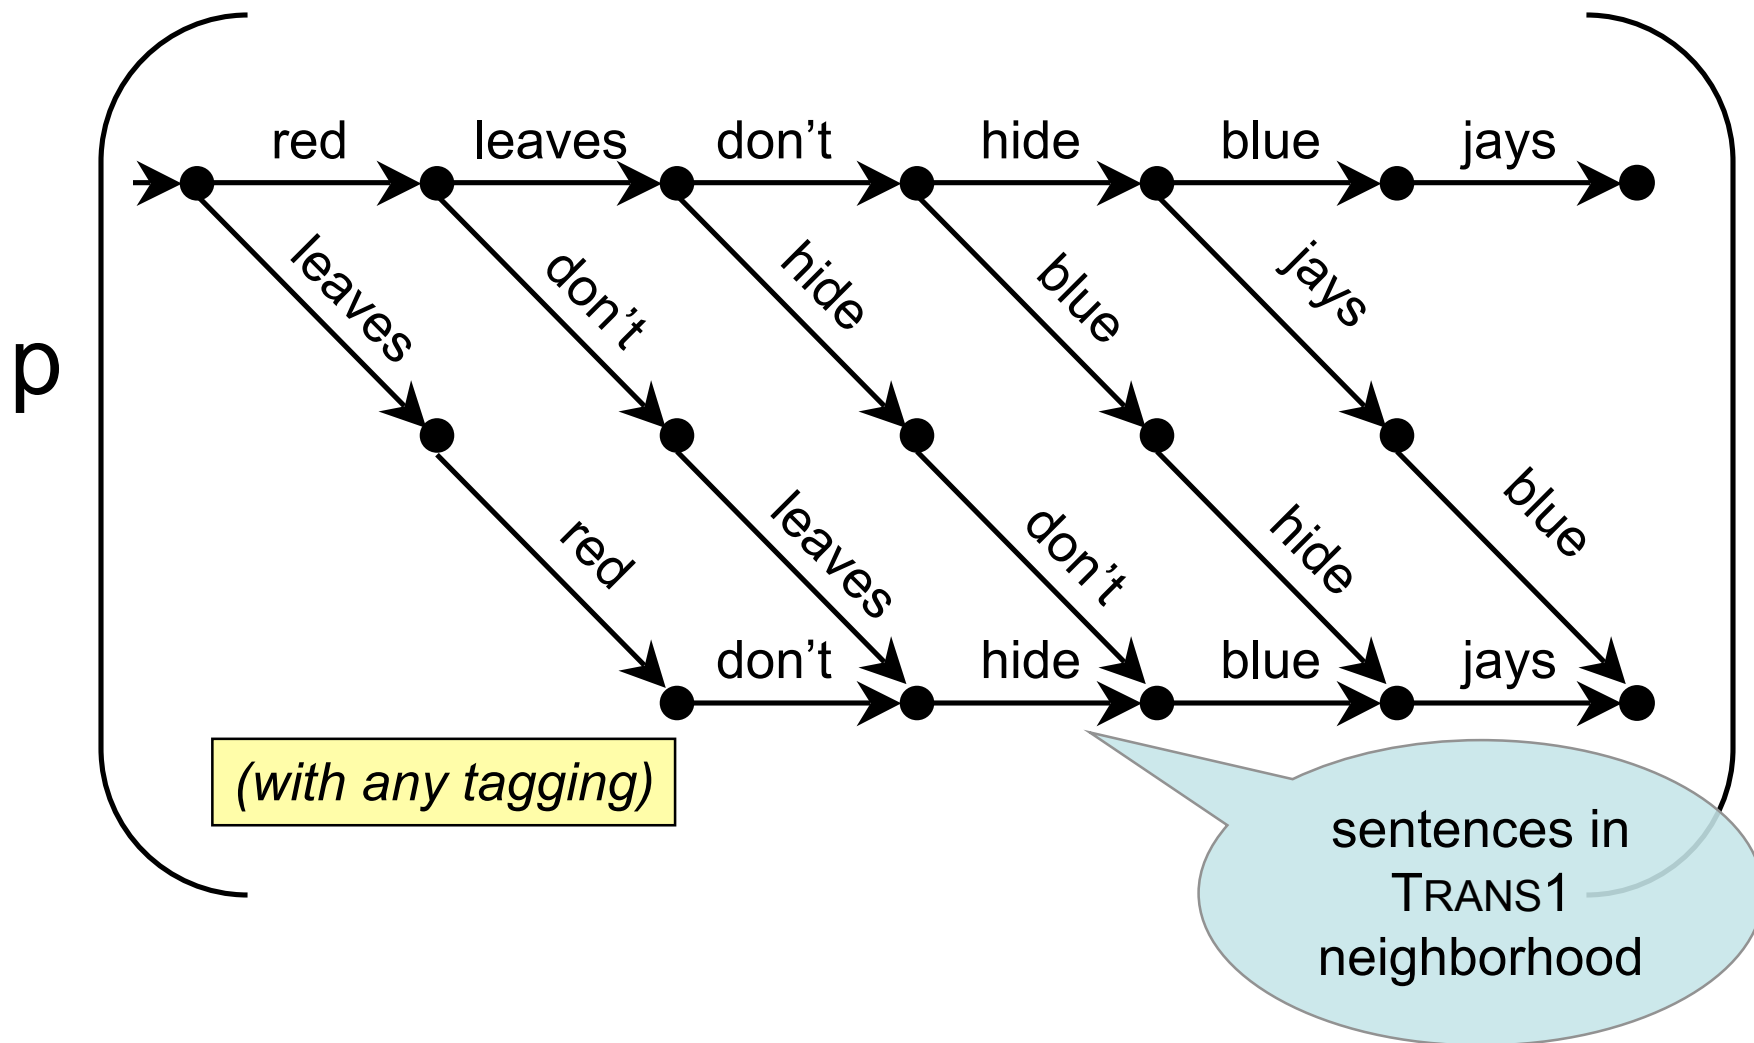 red leaves don't hide blue jays
p
leaves don't hide blue jays
red leaves don't hide blue
don't hide blue jays
(with any tagging)
sentences in
TRANS1
neighborhood